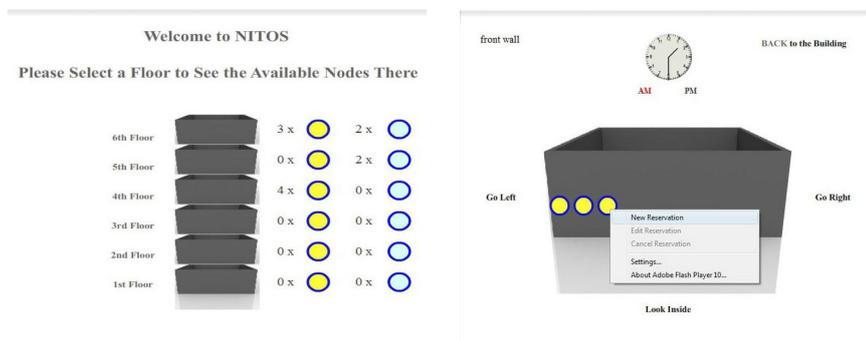 Welcome to NITOS
Please Select a Floor to See the Available Nodes There
6th Floor 3 x 2 x
5th Floor 0 x 2 x
4th Floor 4 x 0 x
3rd Floor 0 x 0 x
2nd Floor 0 x 0 x
1st Floor 0 x 0 x
front wall
BACK to the Building
AM PM
Go Left
Go Right
New Reservation
Edit Reservation
Cancel Reservation
Settings...
About Adobe Flash Player 10...
Look Inside